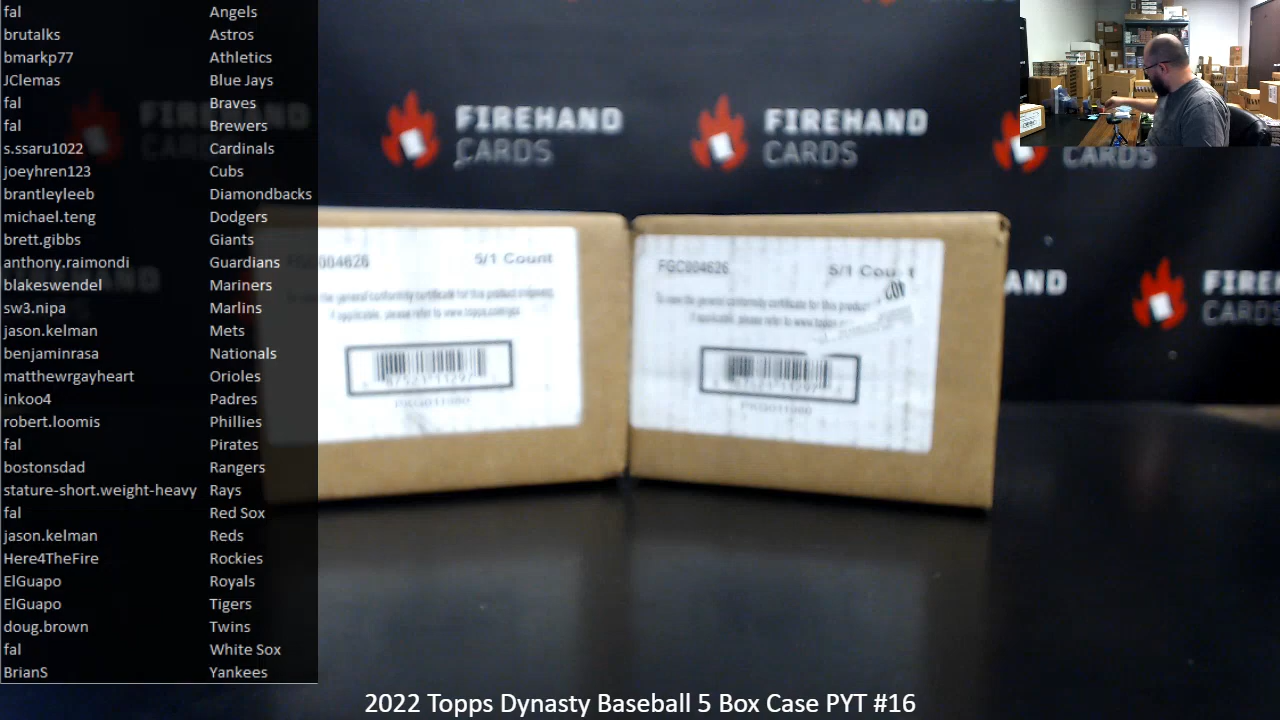 fal Angels
brutalks Astros
bmarkp77 Athletics
JClemas Blue Jays
fal Braves
fal Brewers
s.ssaru1022 Cardinals
joeyhren123 Cubs
brantleyleeb Diamondbacks
michael.teng Dodgers
brett.gibbs Giants
anthony.raimondi Guardians
blakeswendel Mariners
sw3.nipa Marlins
jason.kelman Mets
benjaminrasa Nationals
matthewrgayheart Orioles
inkoo4 Padres
robert.loomis Phillies
fal Pirates
bostonsdad Rangers
stature-short.weight-heavy Rays
fal Red Sox
jason.kelman Reds
Here4TheFire Rockies
ElGuapo Royals
ElGuapo Tigers
doug.brown Twins
fal White Sox
BrianS Yankees
FIREHAND
CARDS
FIREHAND
CARDS
CARDS
FGC004626 5/1 Count
FGC004626 5/1
2022 Topps Dynasty Baseball 5 Box Case PYT #16